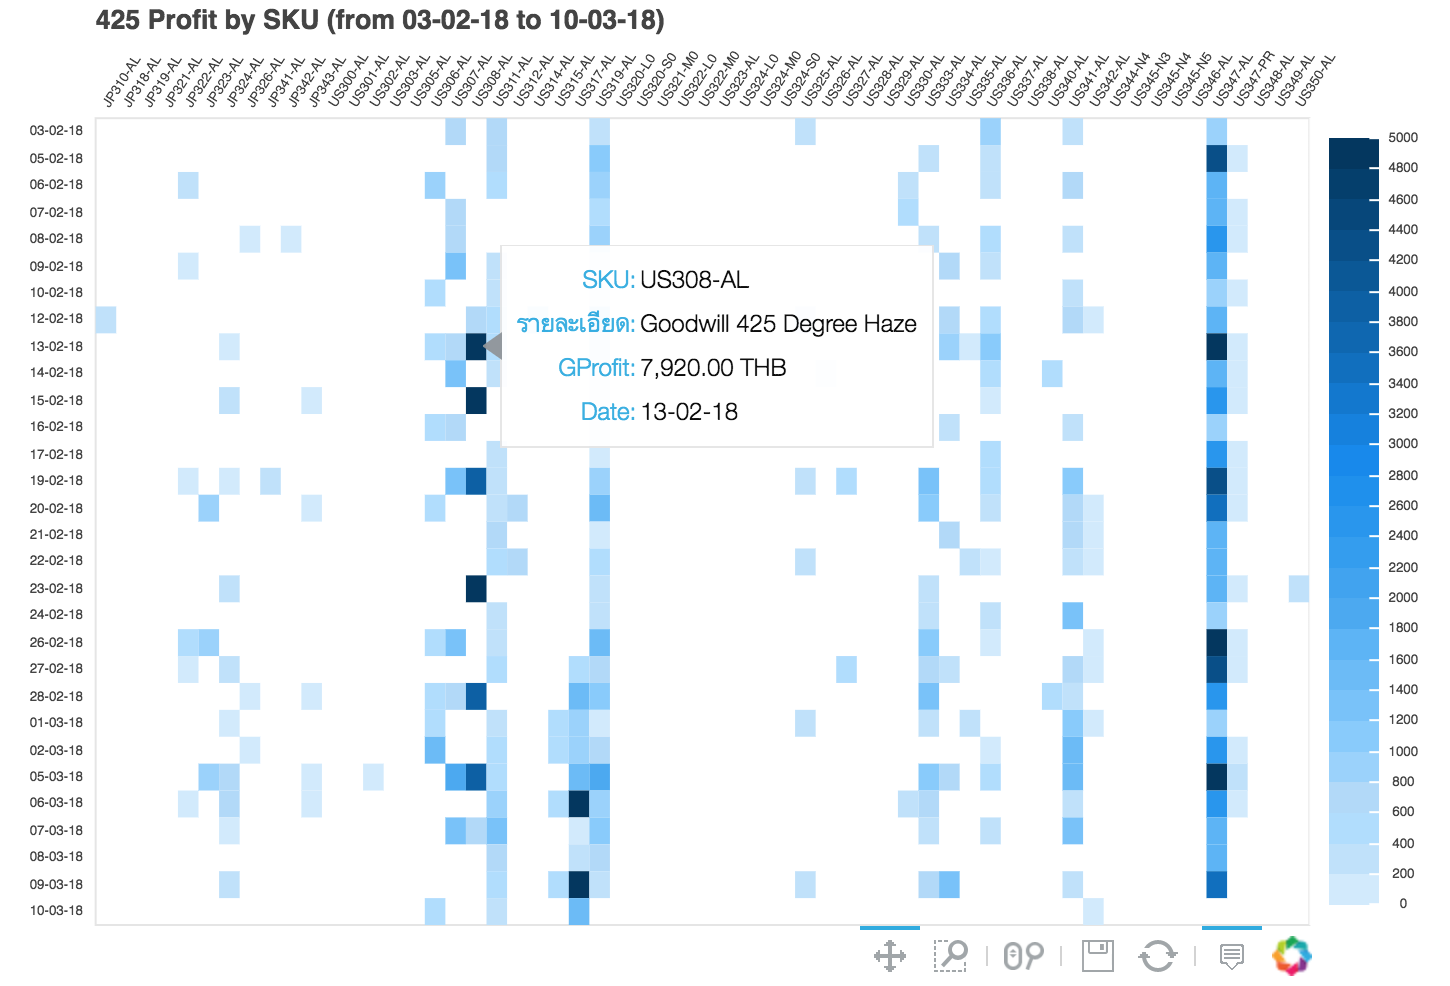 425 Profit by SKU (from 03-02-18 to 10-03-18)
JP310-AL
JP318-AL
JP319-AL
JP321-AL
JP322-AL
JP323-AL
JP324-AL
JP326-AL
JP341-AL
JP342-AL
JP343-AL
US300-AL
US301-AL
US302-AL
US303-AL
US305-AL
US306-AL
US307-AL
US308-AL
US311-AL
US312-AL
US314-AL
US315-AL
US317-AL
US319-AL
US320-L0
US320-S0
US321-M0
US322-L0
US322-M0
US323-AL
US324-L0
US324-M0
US324-S0
US325-AL
US326-AL
US327-AL
US328-AL
US329-AL
US330-AL
US333-AL
US334-AL
US335-AL
US336-AL
US337-AL
US338-AL
US340-AL
US341-AL
US342-AL
US344-N4
US345-N3
US345-N4
US345-N5
US346-AL
US347-AL
US347-PR
US348-AL
US349-AL
US350-AL
03-02-18
05-02-18
06-02-18
07-02-18
08-02-18
09-02-18
10-02-18
12-02-18
13-02-18
14-02-18
15-02-18
16-02-18
17-02-18
19-02-18
20-02-18
21-02-18
22-02-18
23-02-18
24-02-18
26-02-18
27-02-18
28-02-18
01-03-18
02-03-18
05-03-18
06-03-18
07-03-18
08-03-18
09-03-18
10-03-18
SKU: US308-AL
รายละเอียด: Goodwill 425 Degree Haze
GProfit: 7,920.00 THB
Date: 13-02-18
5000
4800
4600
4400
4200
4000
3800
3600
3400
3200
3000
2800
2600
2400
2200
2000
1800
1600
1400
1200
1000
800
600
400
200
0